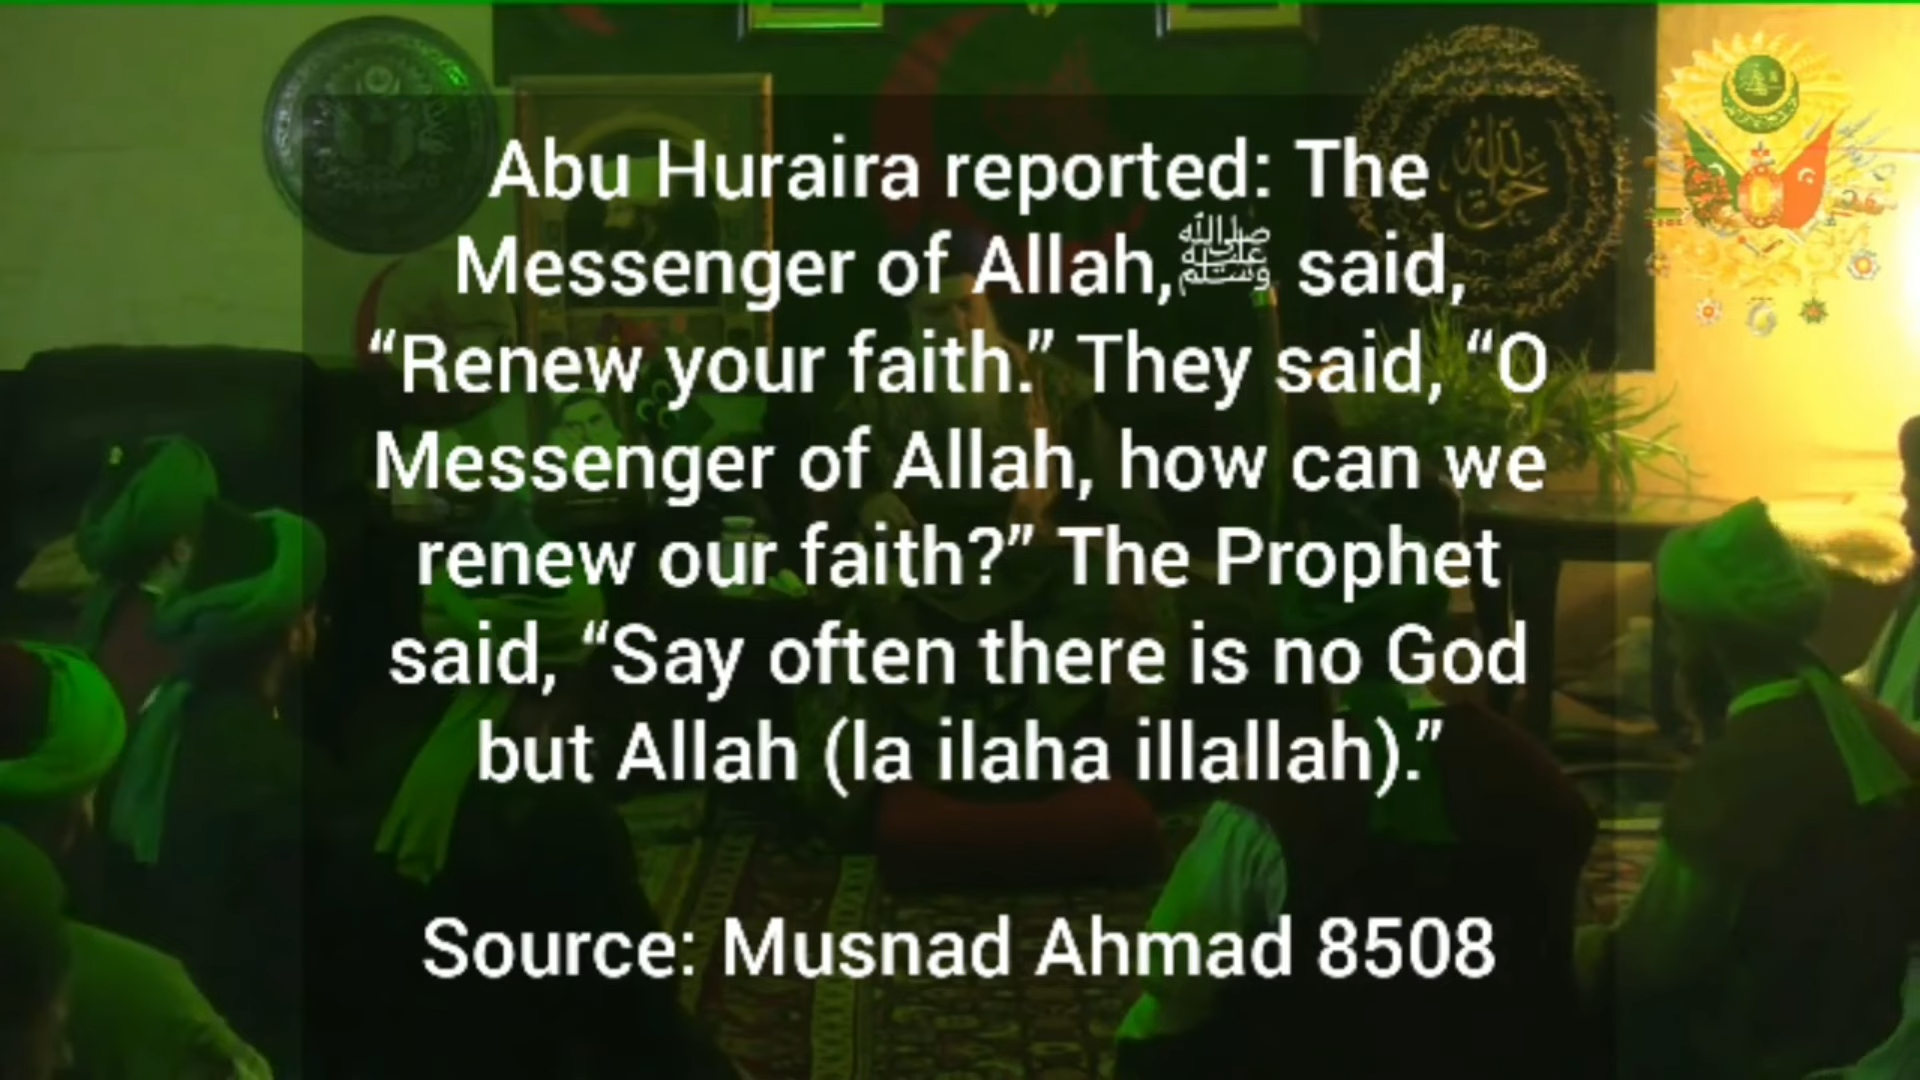 Abu Huraira reported: The
Messenger of Allah,ﷺ said,
“Renew your faith.” They said, “O
Messenger of Allah, how can we
renew our faith?” The Prophet
said, “Say often there is no God
but Allah (la ilaha illallah).”
Source: Musnad Ahmad 8508